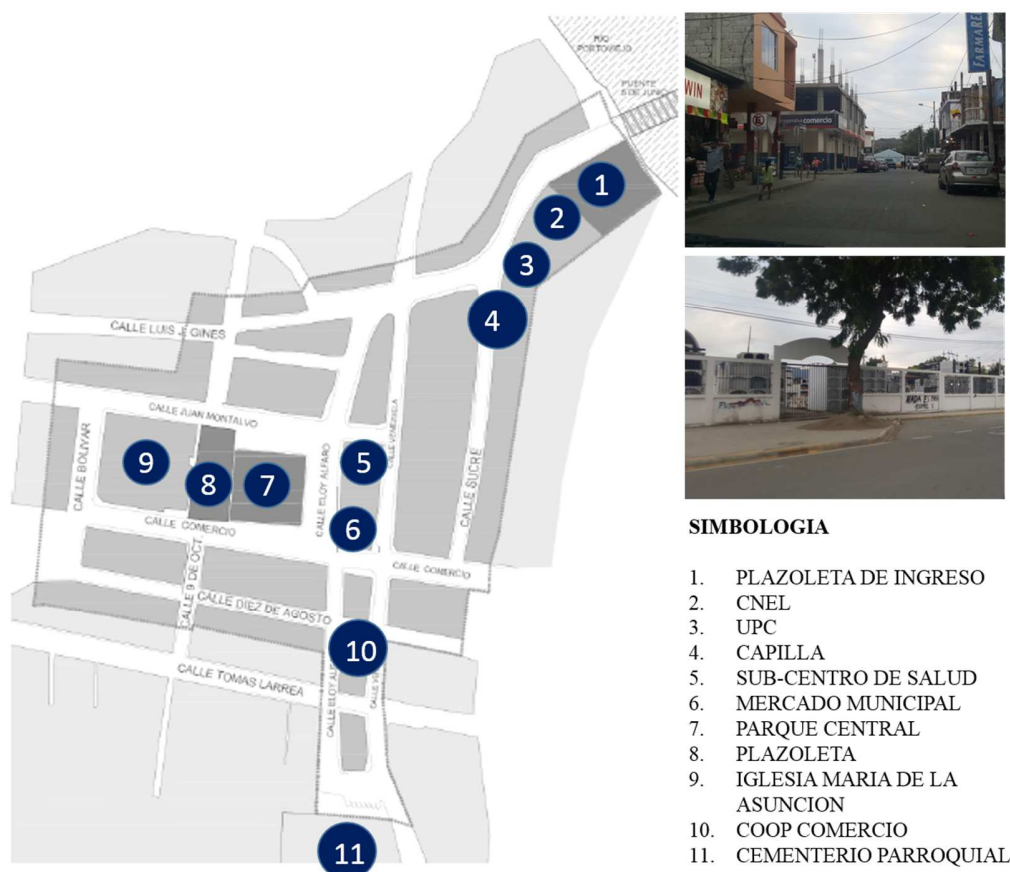 RIO
PORTOVIEJO
PUENTE
CALLE LUIS J. GINES
CALLE JUAN MONTALVO
CALLE BOLIVAR
CALLE ELOY ALFARO
CALLE VENEZUELA
CALLE SUCRE
CALLE COMERCIO
CALLE COMERCIO
CALLE 9 DE OCT.
CALLE DIEZ DE AGOSTO
CALLE TOMAS LARREA
CALLE ELOY
1
2
3
4
5
6
7
8
9
10
11
WIN
comercio
FARMARED
SIMBOLOGIA
1. PLAZOLETA DE INGRESO
2. CNEL
3. UPC
4. CAPILLA
5. SUB-CENTRO DE SALUD
6. MERCADO MUNICIPAL
7. PARQUE CENTRAL
8. PLAZOLETA
9. IGLESIA MARIA DE LA
ASUNCION
10. COOP COMERCIO
11. CEMENTERIO PARROQUIAL